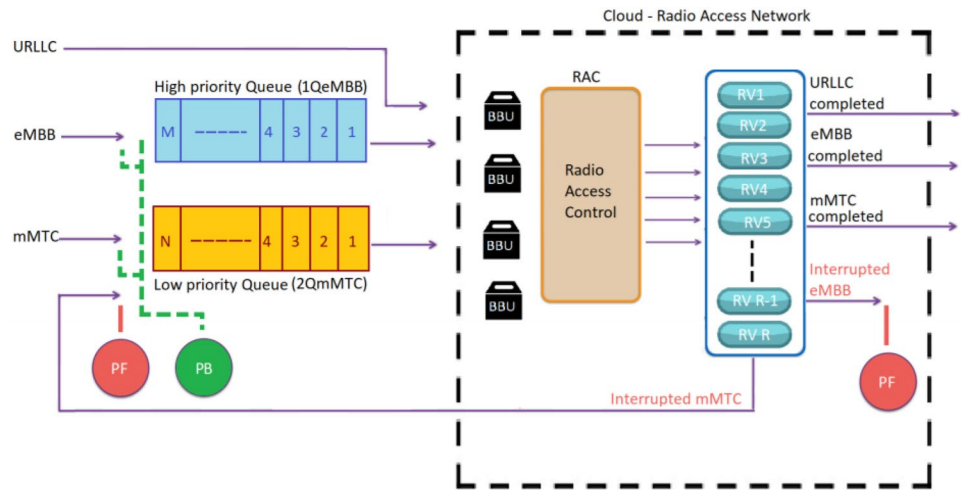 Cloud - Radio Access Network
URLLC
High priority Queue (1QeMBB)
M 4 3 2 1
eMBB
mMTC
N 4 3 2 1
Low priority Queue (2QmMTC)
PF
PB
BBU
BBU
BBU
BBU
RAC
Radio
Access
Control
RV1
RV2
RV3
RV4
RV5
RV R-1
RV R
URLLC
completed
eMBB
completed
mMTC
completed
Interrupted
eMBB
PF
Interrupted mMTC